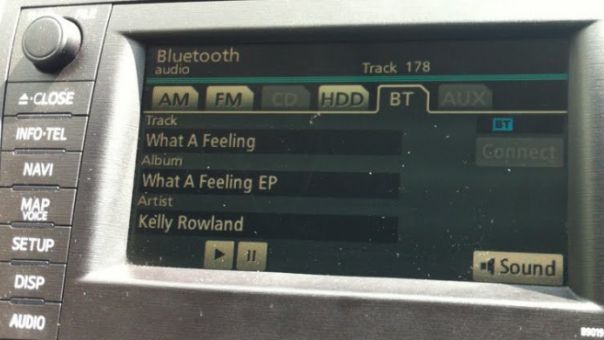 Bluetooth
audio
Track 178
AM FM CD HDD BT AUX
Track
BT
What A Feeling
Connect
Album
What A Feeling EP
Artist
Kelly Rowland
Sound
CLOSE
INFO·TEL
NAVI
MAP
VOICE
SETUP
DISP
AUDIO
B9019